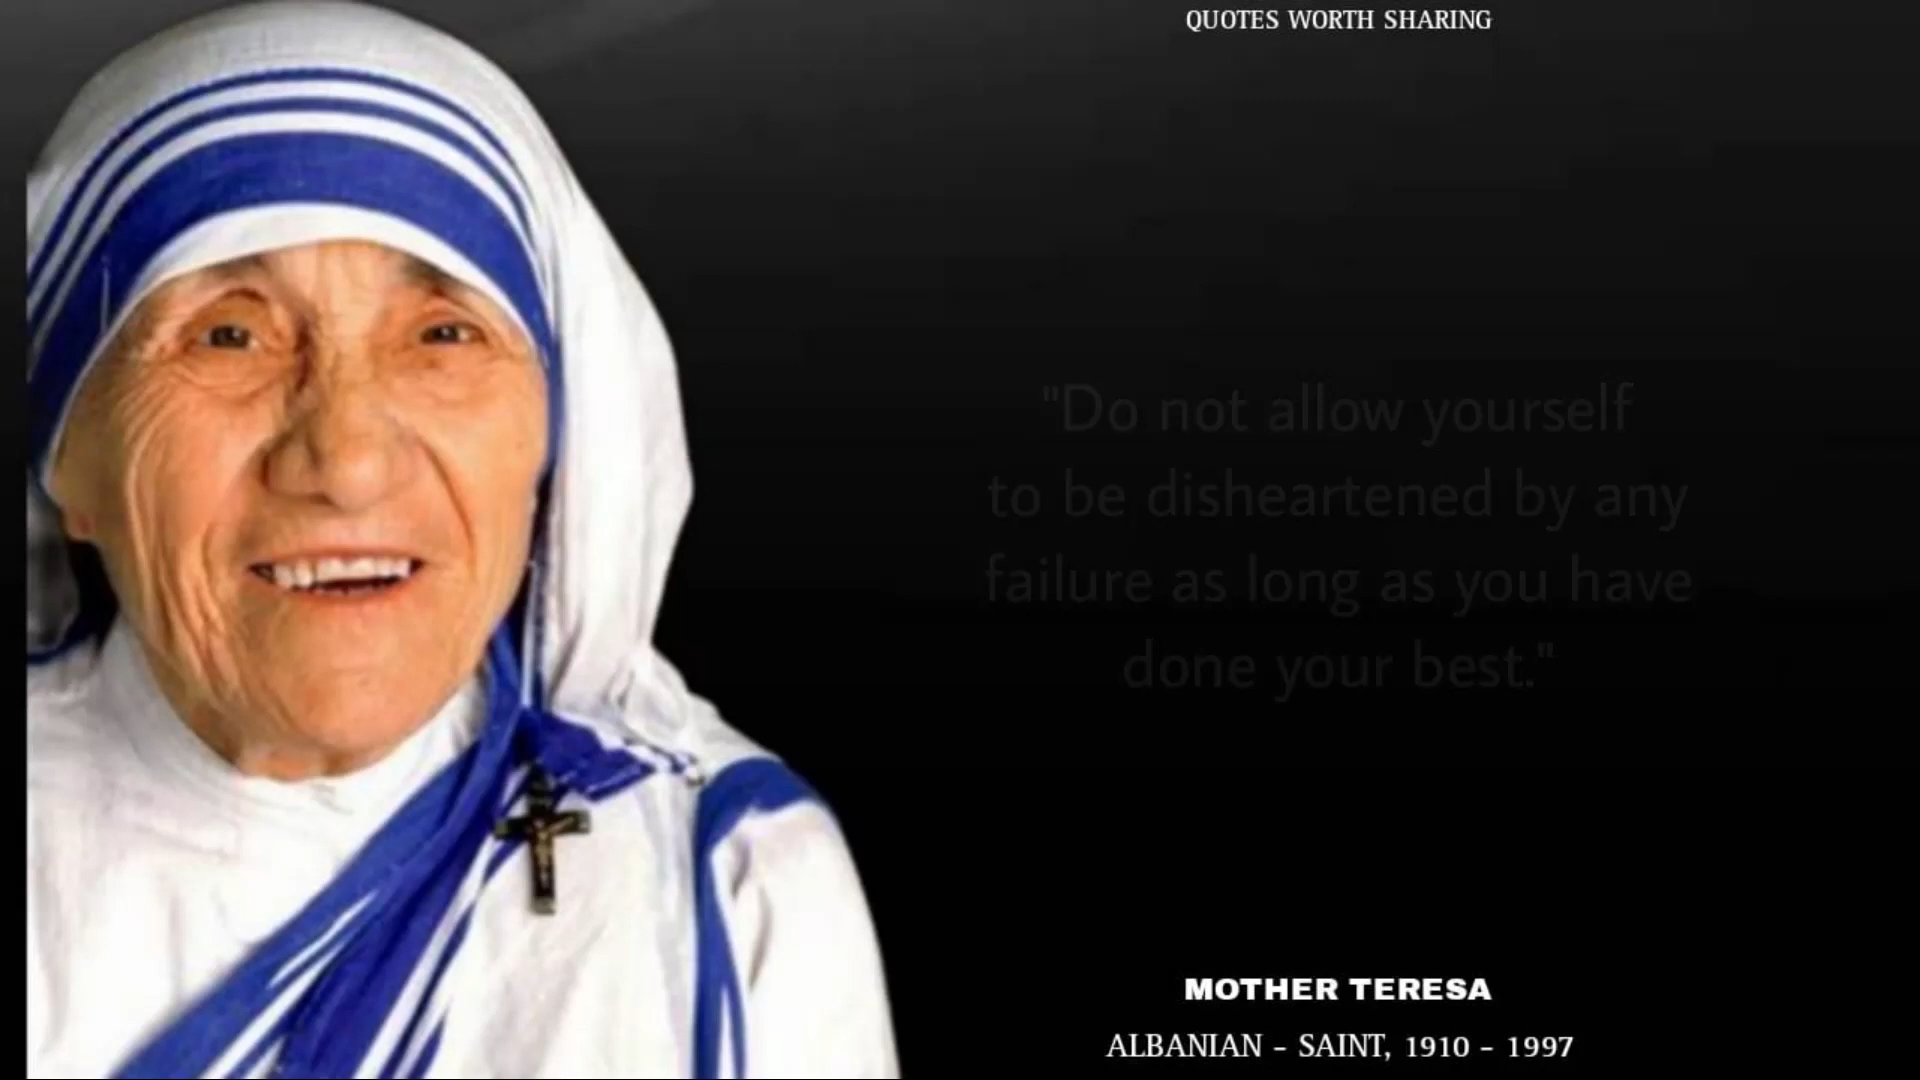 QUOTES WORTH SHARING
"Do not allow yourself
to be disheartened by any
failure as long as you have
done your best."
MOTHER TERESA
ALBANIAN - SAINT, 1910 - 1997